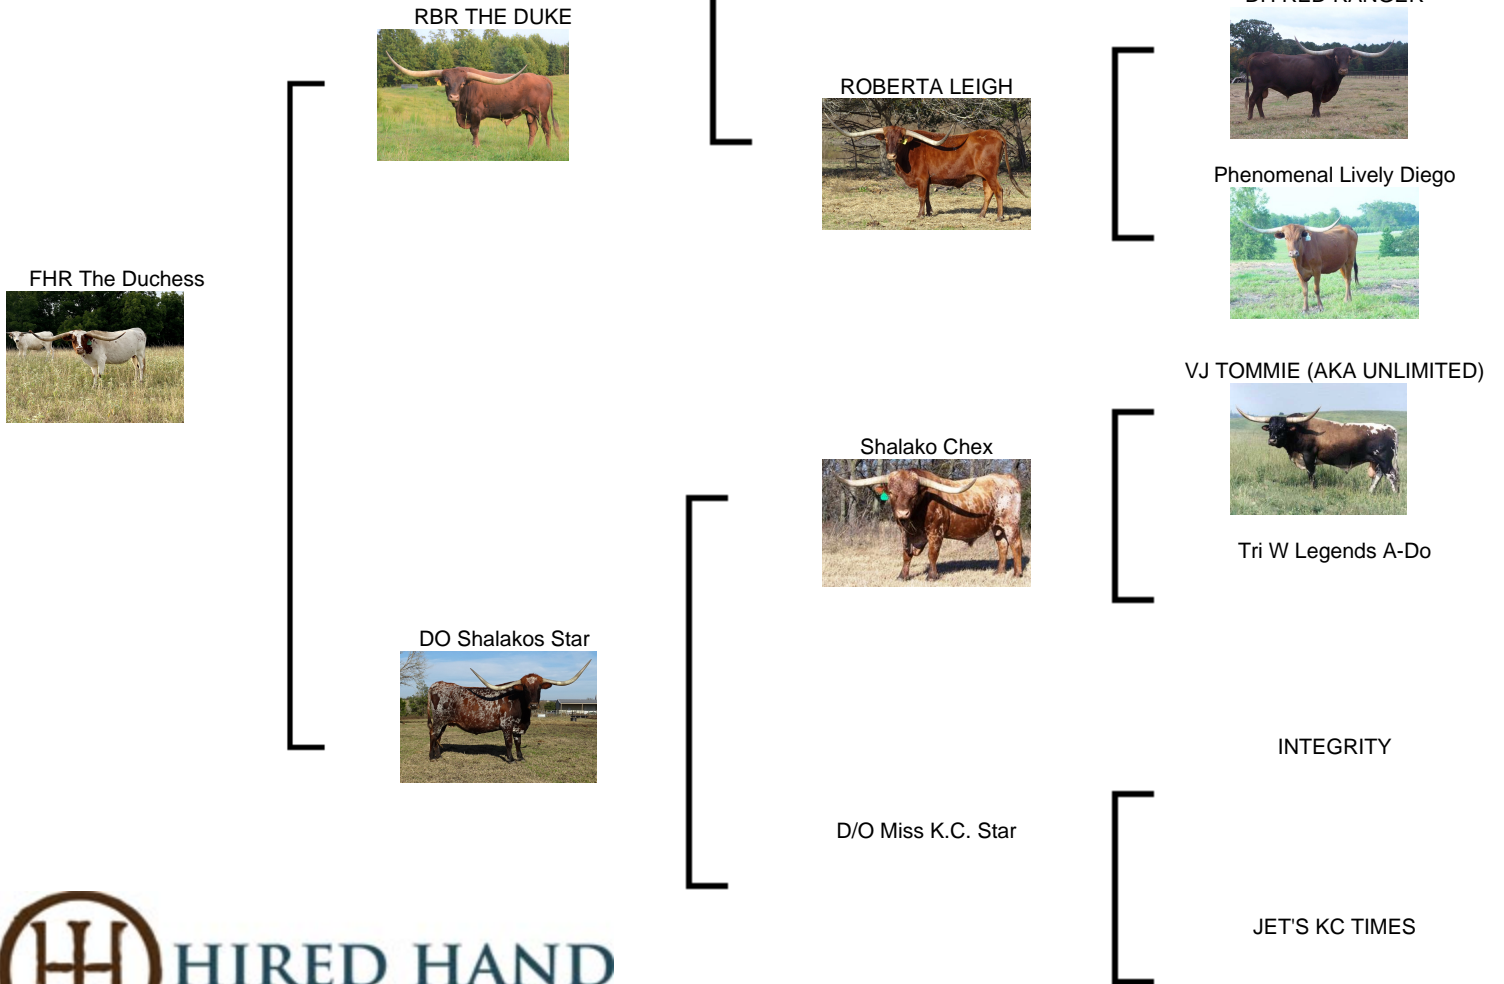 RBR THE DUKE
ROBERTA LEIGH
Phenomenal Lively Diego
FHR The Duchess
VJ TOMMIE (AKA UNLIMITED)
Shalako Chex
Tri W Legends A-Do
DO Shalakos Star
INTEGRITY
D/O Miss K.C. Star
JET'S KC TIMES
HIRED HAND